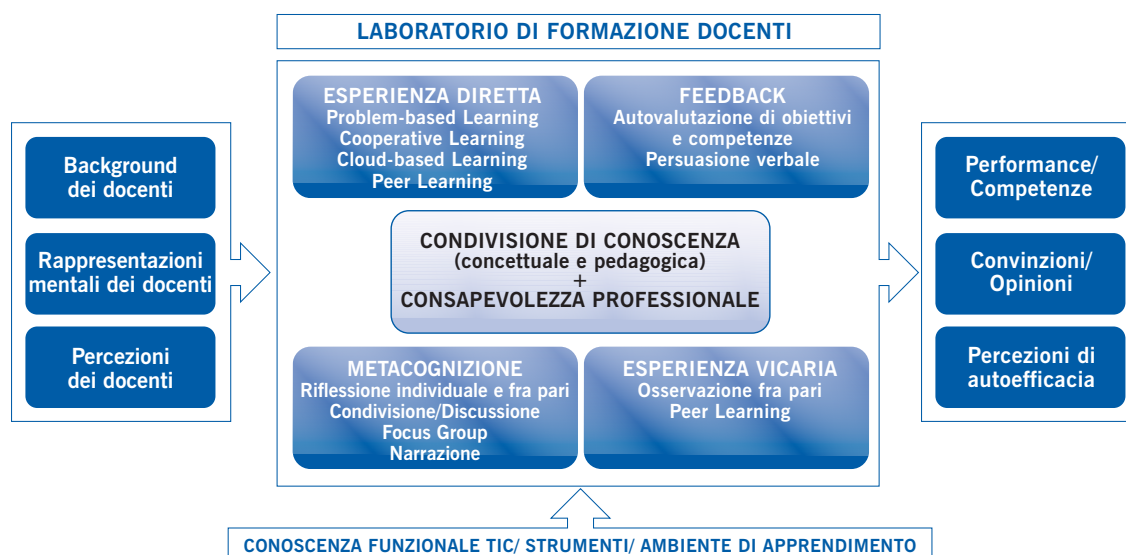 LABORATORIO DI FORMAZIONE DOCENTI
Background
dei docenti
Rappresentazioni
mentali dei docenti
Percezioni
dei docenti
ESPERIENZA DIRETTA
Problem-based Learning
Cooperative Learning
Cloud-based Learning
Peer Learning
FEEDBACK
Autovalutazione di obiettivi
e competenze
Persuasione verbale
CONDIVISIONE DI CONOSCENZA
(concettuale e pedagogica)
+
CONSAPEVOLEZZA PROFESSIONALE
METACOGNIZIONE
Riflessione individuale e fra pari
Condivisione/Discussione
Focus Group
Narrazione
ESPERIENZA VICARIA
Osservazione fra pari
Peer Learning
Performance/
Competenze
Convinzioni/
Opinioni
Percezioni di
autoefficacia
CONOSCENZA FUNZIONALE TIC/ STRUMENTI/ AMBIENTE DI APPRENDIMENTO